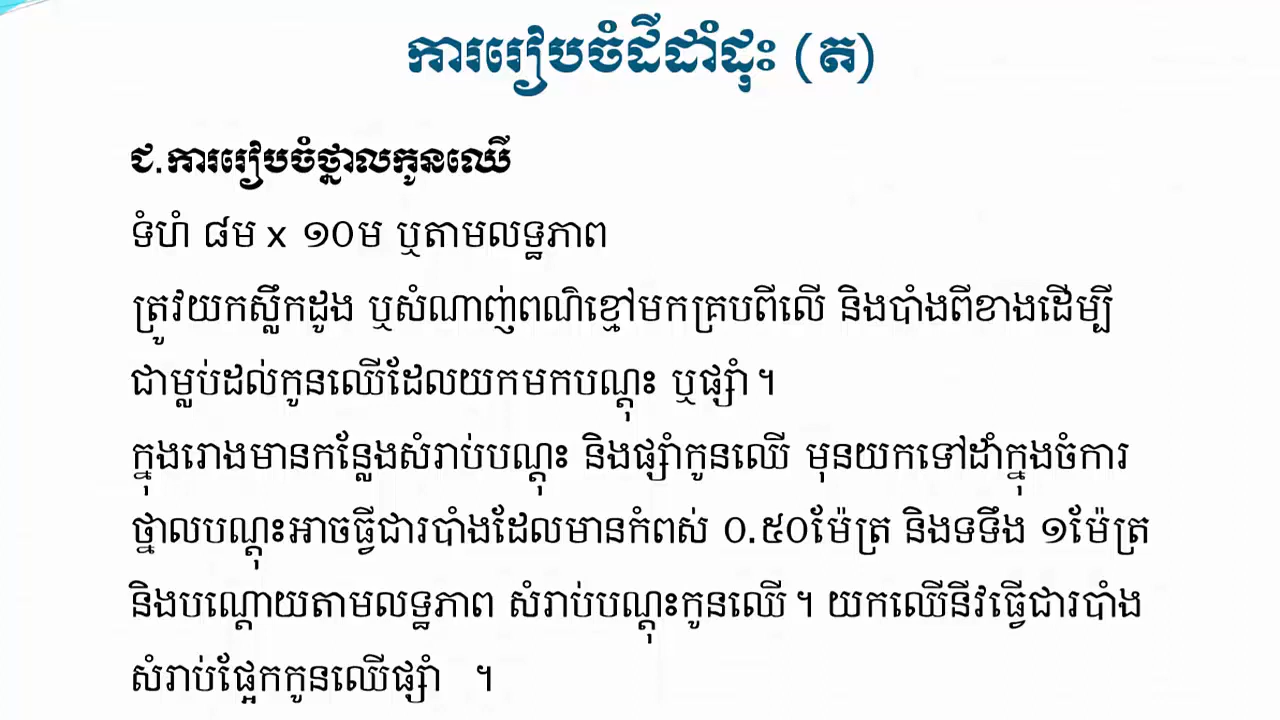 ការរៀបចំដីដាំដុះ (ត)
ជ.ការរៀបចំថ្នាលកូនឈើ
ទំហំ ៨ម x ១០ម ឬតាមលទ្ឋភាព
ត្រូវយកស្លឹកដូង ឬសំណាញ់ពណ៌ខ្មៅមកគ្របពីលើ និងបាំងពីខាងដើម្បី
ជាម្លប់ដល់កូនឈើដែលយកមកបណ្តុះ ឬផ្សាំ។
ក្នុងរោងមានកន្លែងសំរាប់បណ្តុះ និងផ្សាំកូនឈើ មុនយកទៅដាំក្នុងចំការ
ថ្នាលបណ្តុះអាចធ្វើជារបាំងដែលមានកំពស់ ០.៥០ម៉ែត្រ និងទទឹង ១ម៉ែត្រ
និងបណ្តោយតាមលទ្ឋភាព សំរាប់បណ្តុះកូនឈើ។ យកឈើនីវធ្វើជារបាំង
សំរាប់ផ្អែកកូនឈើផ្សាំ ។